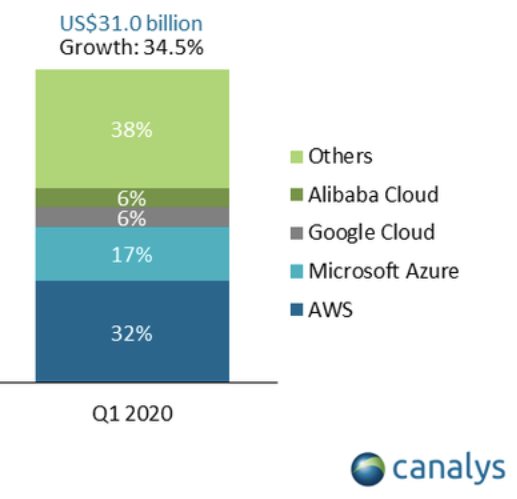 US$31.0 billion
Growth: 34.5%
38%
6%
6%
17%
32%
Others
Alibaba Cloud
Google Cloud
Microsoft Azure
AWS
Q1 2020
canalys